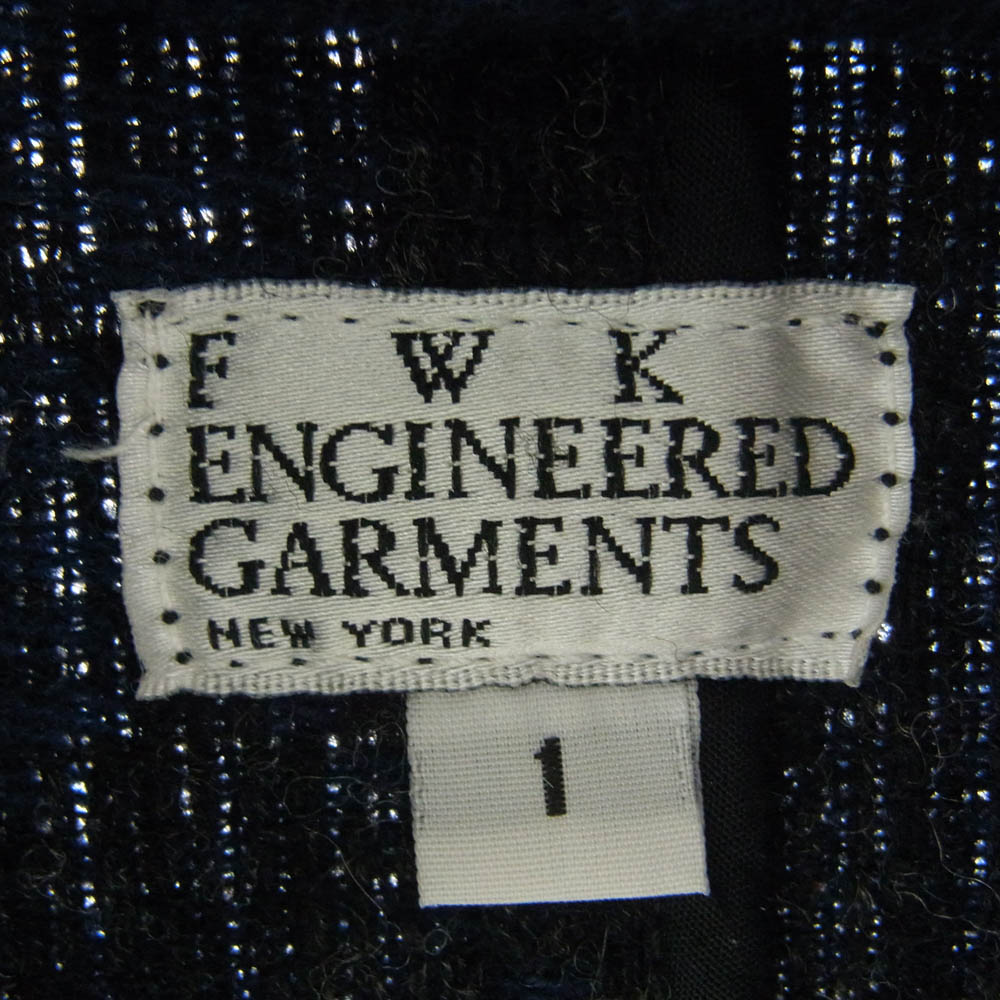 F W K
ENGINEERED
GARMENTS
NEW YORK
1